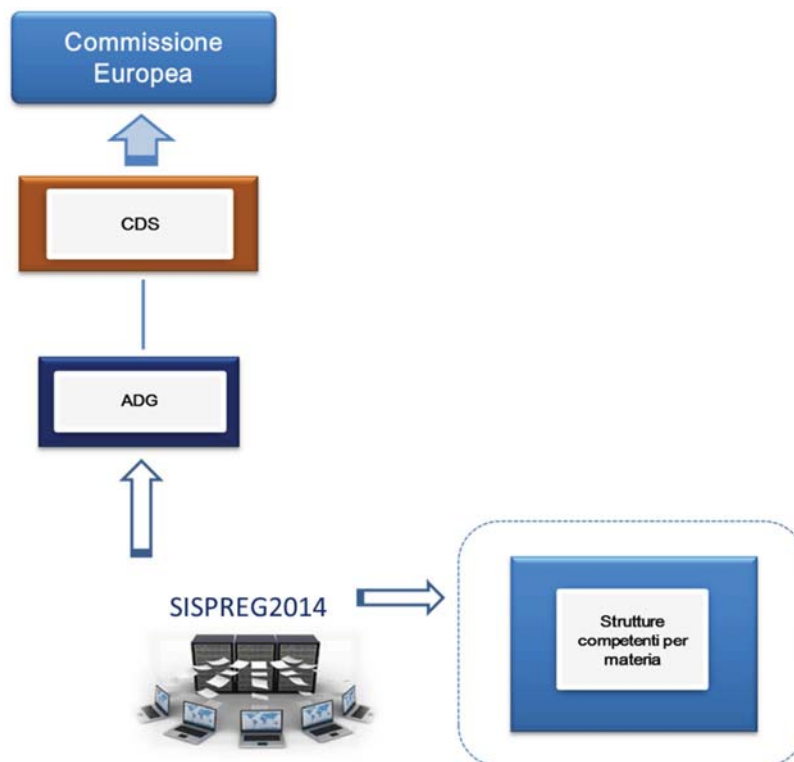 Commissione
Europea
CDS
ADG
SISPREG2014
Strutture
competenti per
materia